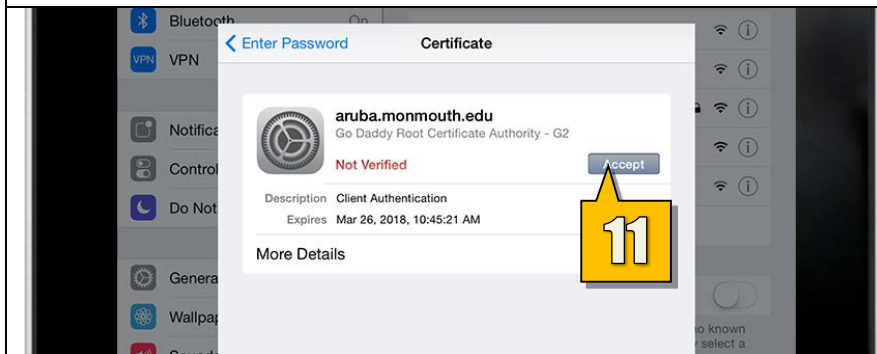 Bluetooth On
VPN VPN
Enter Password Certificate
aruba.monmouth.edu
Go Daddy Root Certificate Authority - G2
Not Verified
Accept
Description Client Authentication
Expires Mar 26, 2018, 10:45:21 AM
More Details
11
Notifica
Control
Do Not
Genera
Wallpap
Sounds
no known
select a